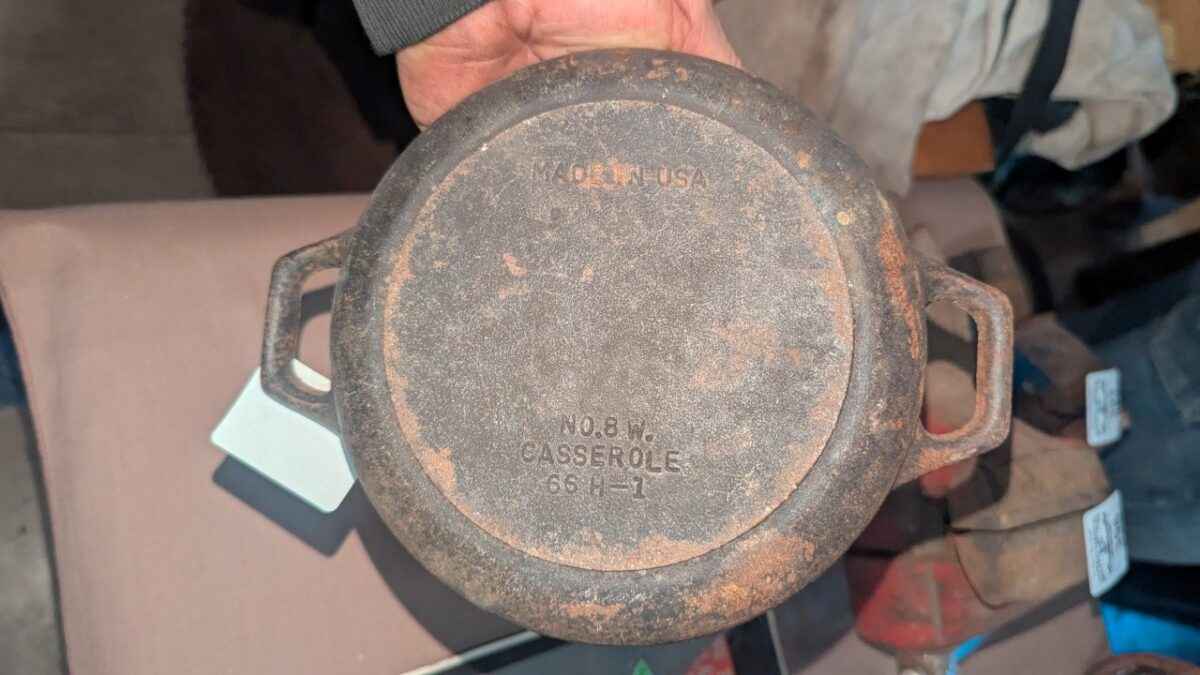 MADE IN USA
NO.8 W.
CASSEROLE
66 H-1